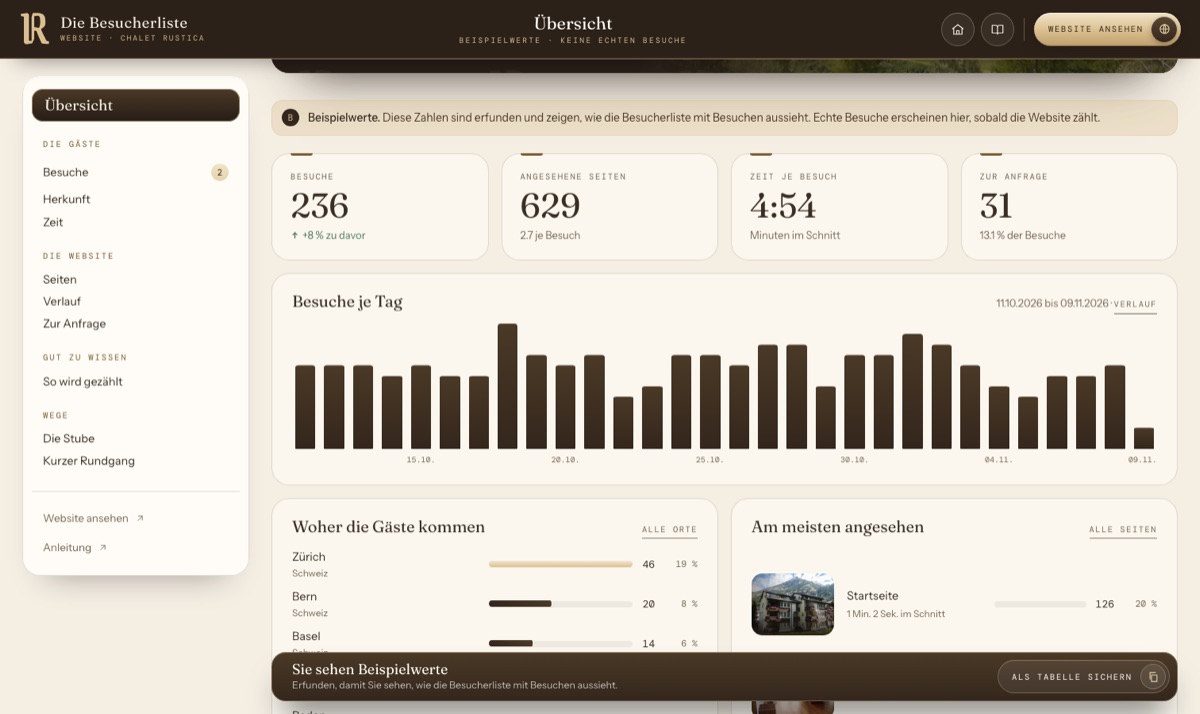 Die Besucherliste
WEBSITE · CHALET RUSTICA
Übersicht
BEISPIELWERTE · KEINE ECHTEN BESUCHE
WEBSITE ANSEHEN
Übersicht
DIE GÄSTE
Besuche 2
Herkunft
Zeit
DIE WEBSITE
Seiten
Verlauf
Zur Anfrage
GUT ZU WISSEN
So wird gezählt
WEGE
Die Stube
Kurzer Rundgang
Website ansehen ↗
Anleitung ↗
B Beispielwerte. Diese Zahlen sind erfunden und zeigen, wie die Besucherliste mit Besuchen aussieht. Echte Besuche erscheinen hier, sobald die Website zählt.
BESUCHE
236
↑ +8 % zu davor
ANGESEHENE SEITEN
629
2.7 je Besuch
ZEIT JE BESUCH
4:54
Minuten im Schnitt
ZUR ANFRAGE
31
13.1 % der Besuche
Besuche je Tag
11.10.2026 bis 09.11.2026 · VERLAUF
15.10. 20.10. 25.10. 30.10. 04.11. 09.11.
Woher die Gäste kommen
ALLE ORTE
Zürich 46 19 %
Schweiz
Bern 20 8 %
Schweiz
Basel 14 6 %
Am meisten angesehen
ALLE SEITEN
Startseite 126 20 %
1 Min. 2 Sek. im Schnitt
Sie sehen Beispielwerte
Erfunden, damit Sie sehen, wie die Besucherliste mit Besuchen aussieht.
ALS TABELLE SICHERN